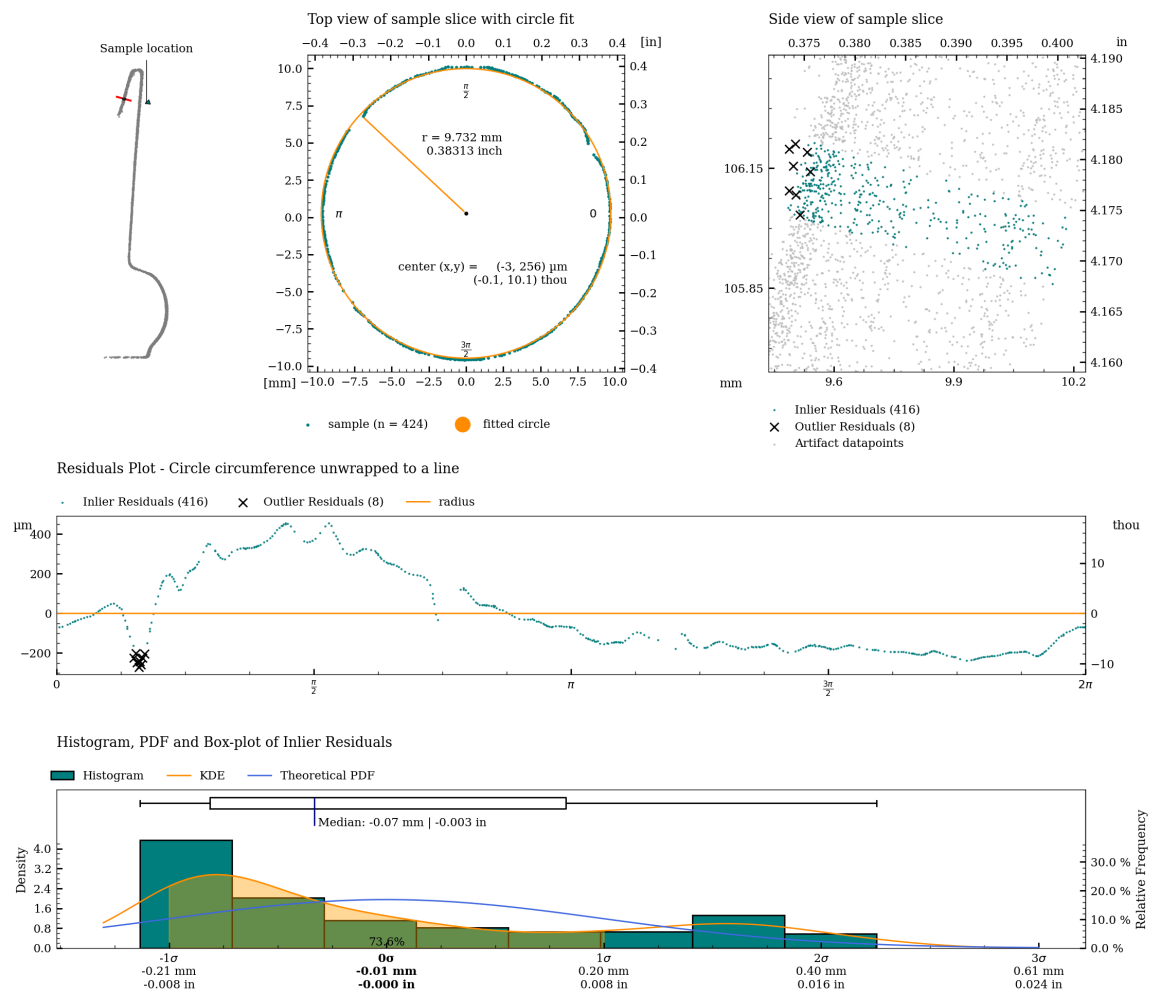 Sample location
Top view of sample slice with circle fit
−0.4 −0.3 −0.2 −0.1 0.0 0.1 0.2 0.3 0.4 [in]
10.0
7.5
5.0
2.5
0.0
−2.5
−5.0
−7.5
−10.0
0.4
0.3
0.2
0.1
0.0
−0.1
−0.2
−0.3
−0.4
π/2
π
0
3π/2
r = 9.732 mm
0.38313 inch
center (x,y) = (-3, 256) µm
(-0.1, 10.1) thou
[mm] −10.0 −7.5 −5.0 −2.5 0.0 2.5 5.0 7.5 10.0
sample (n = 424) fitted circle
Side view of sample slice
0.375 0.380 0.385 0.390 0.395 0.400 in
106.15
105.85
4.190
4.185
4.180
4.175
4.170
4.165
4.160
mm 9.6 9.9 10.2
Inlier Residuals (416)
Outlier Residuals (8)
Artifact datapoints
Residuals Plot - Circle circumference unwrapped to a line
Inlier Residuals (416) Outlier Residuals (8) radius
µm
400
200
0
−200
thou
10
0
−10
0 π/2 π 3π/2 2π
Histogram, PDF and Box-plot of Inlier Residuals
Histogram KDE Theoretical PDF
Median: -0.07 mm | -0.003 in
Density
4.0
3.2
2.4
1.6
0.8
0.0
73.6%
30.0 %
20.0 %
10.0 %
0.0 %
Relative Frequency
-1σ 0σ 1σ 2σ 3σ
-0.21 mm -0.01 mm 0.20 mm 0.40 mm 0.61 mm
-0.008 in -0.000 in 0.008 in 0.016 in 0.024 in